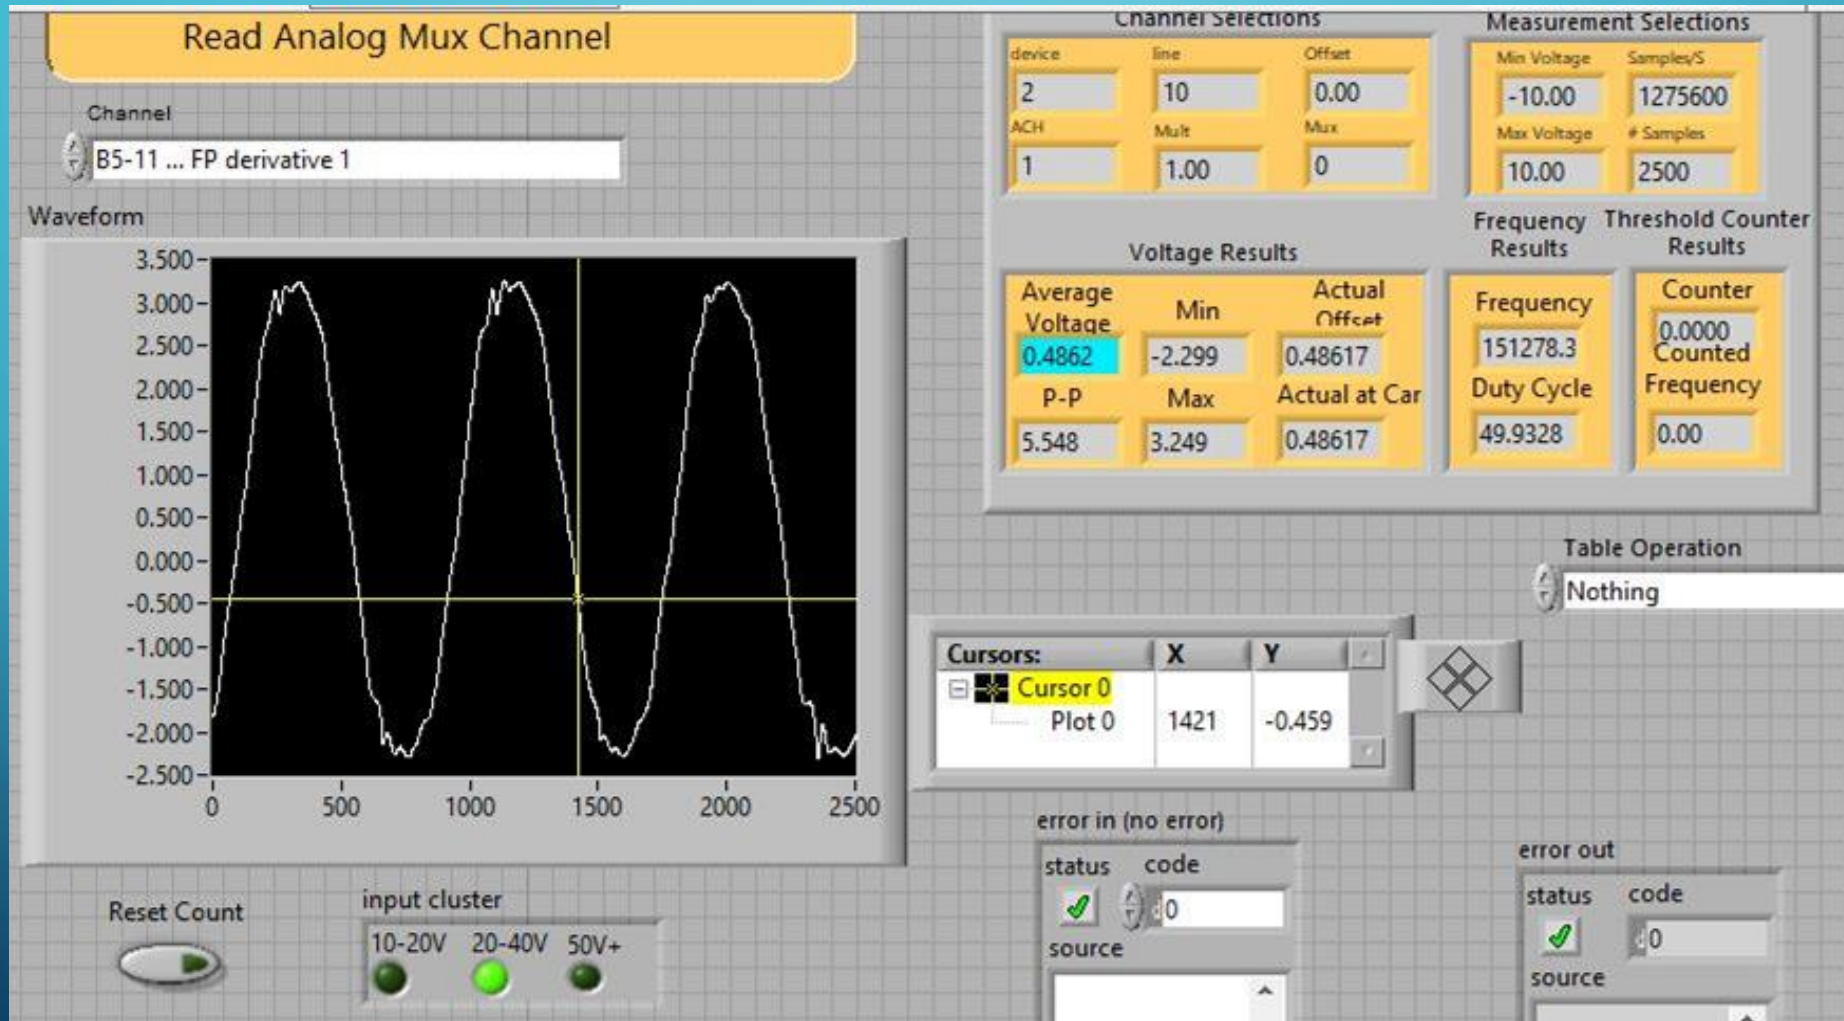 Read Analog Mux Channel
Channel
B5-11 ... FP derivative 1
Waveform
3.500
3.000
2.500
2.000
1.500
1.000
0.500
0.000
-0.500
-1.000
-1.500
-2.000
-2.500
0 500 1000 1500 2000 2500
Reset Count
input cluster
10-20V 20-40V 50V+
Channel Selections
device line Offset
2 10 0.00
ACH Mult Mux
1 1.00 0
Measurement Selections
Min Voltage Samples/S
-10.00 1275600
Max Voltage # Samples
10.00 2500
Voltage Results
Average Voltage Min Actual Offset
0.4862 -2.299 0.48617
P-P Max Actual at Car
5.548 3.249 0.48617
Frequency
Results
Frequency
151278.3
Duty Cycle
49.9328
Threshold Counter
Results
Counter
0.0000
Counted
Frequency
0.00
Table Operation
Nothing
Cursors: X Y
Cursor 0
Plot 0 1421 -0.459
error in (no error)
status code
d0
source
error out
status code
d0
source